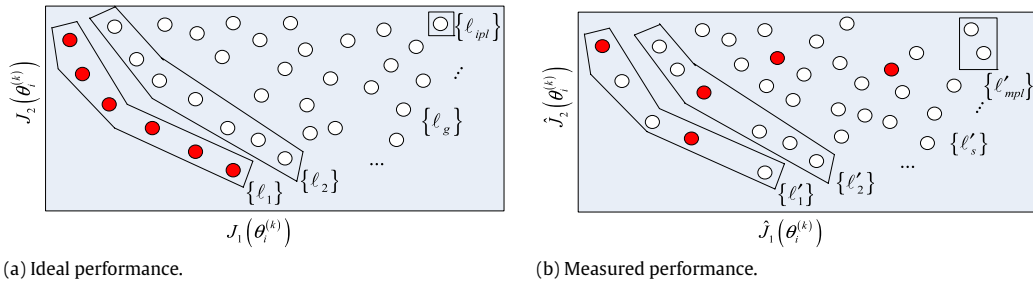 {ℓ_ipl}
{ℓ_g}
...
...
{ℓ_2}
{ℓ_1}
J_2(θ_i^(k))
J_1(θ_i^(k))
(a) Ideal performance.
{ℓ'_mpl}
...
{ℓ'_s}
...
{ℓ'_2}
{ℓ'_1}
Ĵ_2(θ_i^(k))
Ĵ_1(θ_i^(k))
(b) Measured performance.